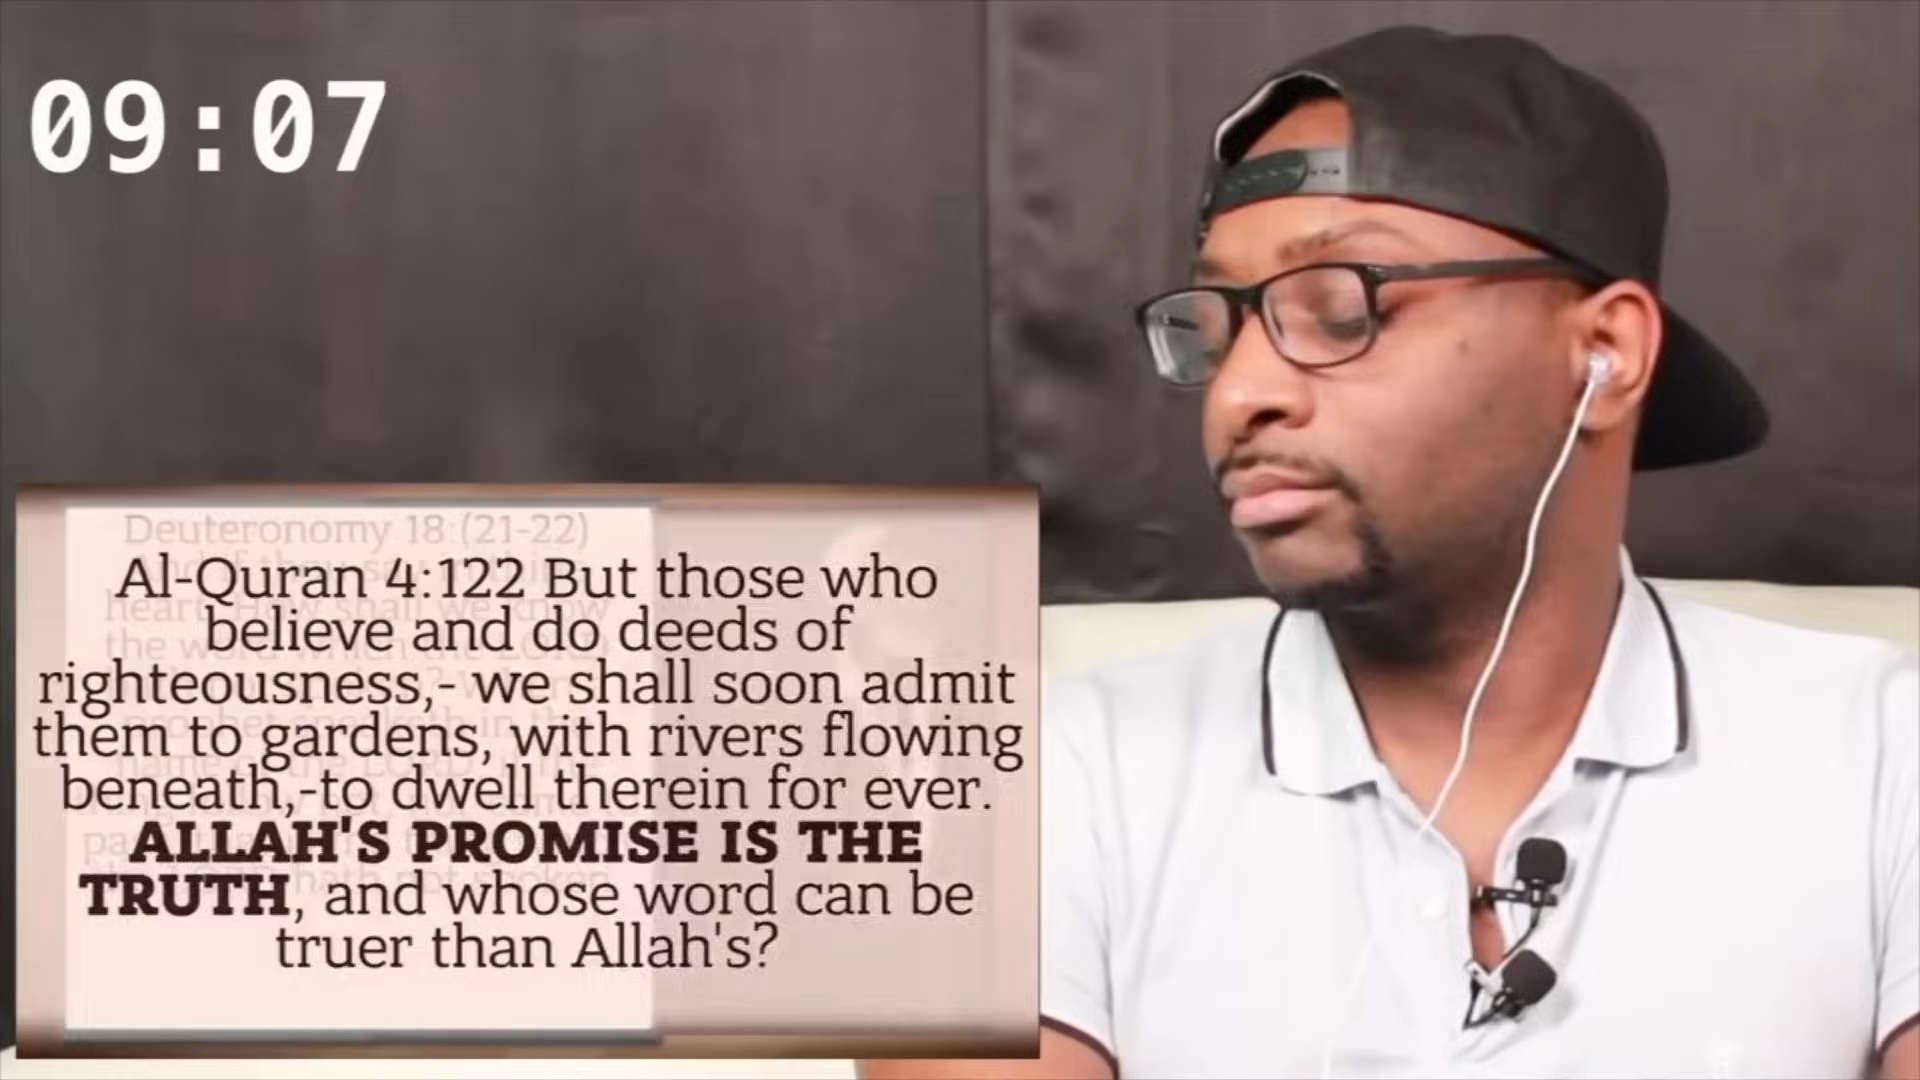 09:07
Deuteronomy 18:(21-22)
Al-Quran 4:122 But those who
believe and do deeds of
righteousness,- we shall soon admit
them to gardens, with rivers flowing
beneath,-to dwell therein for ever.
ALLAH'S PROMISE IS THE
TRUTH, and whose word can be
truer than Allah's?